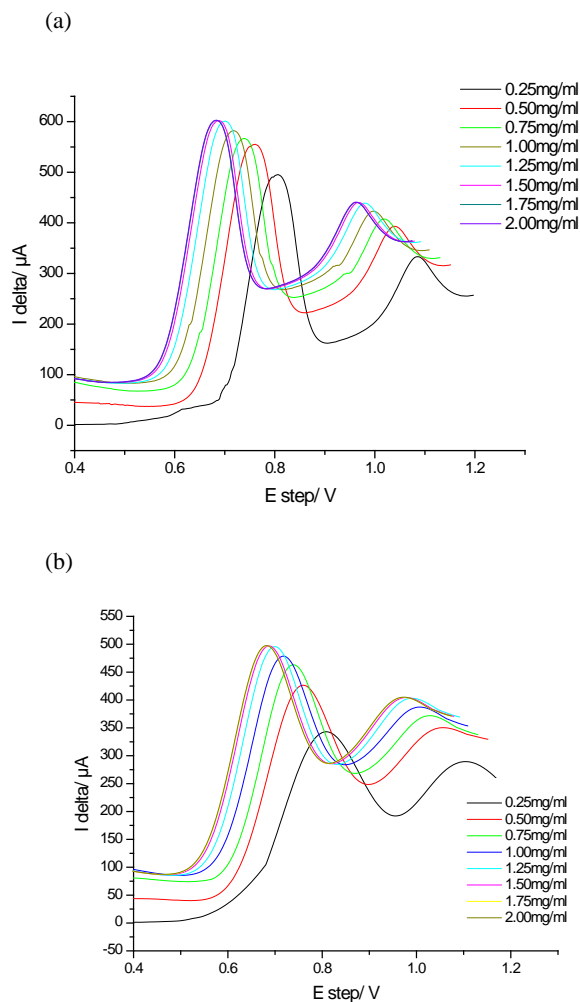 (a)
0.25mg/ml
0.50mg/ml
0.75mg/ml
1.00mg/ml
1.25mg/ml
1.50mg/ml
1.75mg/ml
2.00mg/ml
600
500
400
300
200
100
0
I delta/ µA
0.4 0.6 0.8 1.0 1.2
E step/ V
(b)
550
500
450
400
350
300
250
200
150
100
50
0
-50
I delta/ µA
0.25mg/ml
0.50mg/ml
0.75mg/ml
1.00mg/ml
1.25mg/ml
1.50mg/ml
1.75mg/ml
2.00mg/ml
0.4 0.6 0.8 1.0 1.2
E step/ V